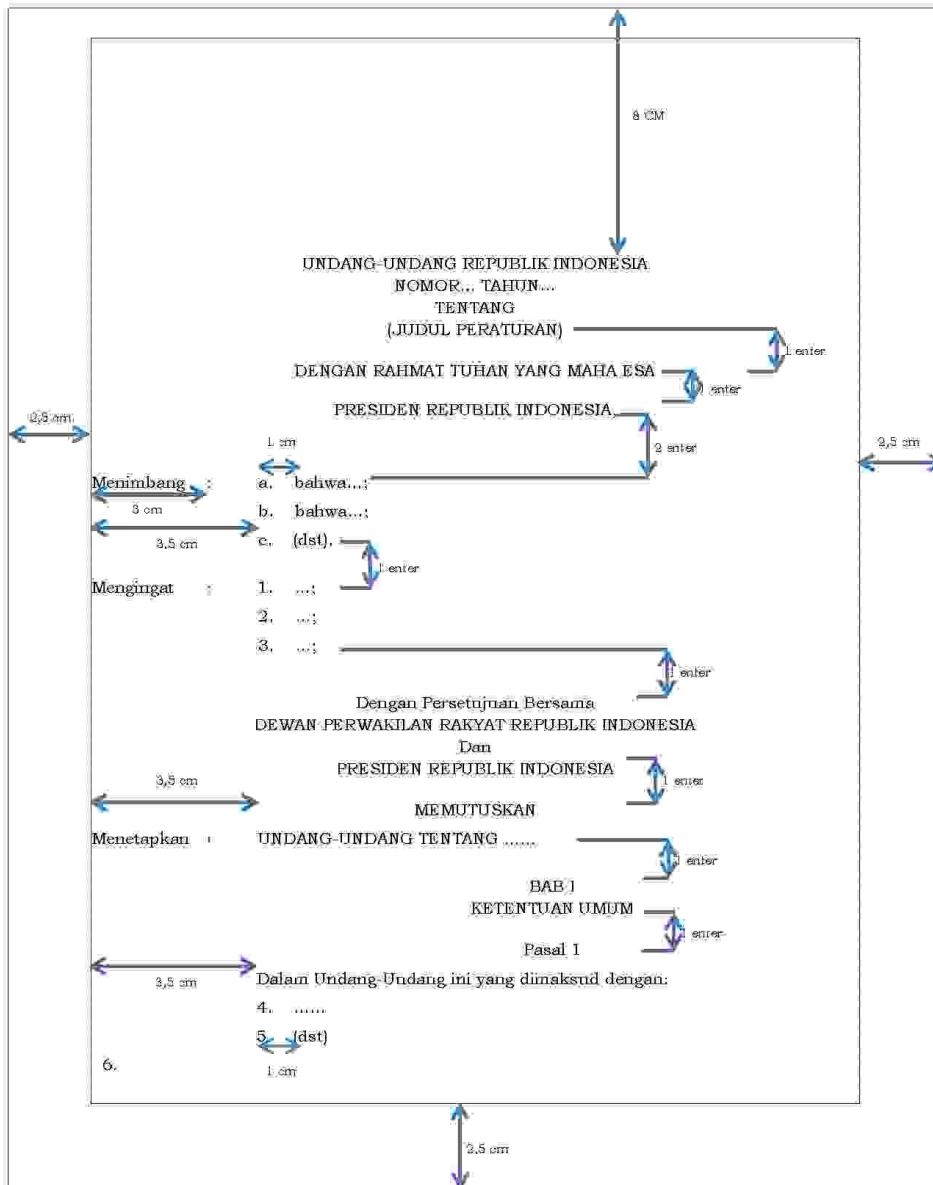 8 CM
UNDANG-UNDANG REPUBLIK INDONESIA
NOMOR... TAHUN...
TENTANG
(JUDUL PERATURAN)
1 enter
DENGAN RAHMAT TUHAN YANG MAHA ESA
1 enter
PRESIDEN REPUBLIK INDONESIA,
2,5 cm
2 enter
2,5 cm
1 cm
Menimbang : a. bahwa...;
3 cm
b. bahwa...;
3,5 cm
c. (dst).
1 enter
Mengingat : 1. ...;
2. ...;
3. ...;
1 enter
Dengan Persetujuan Bersama
DEWAN PERWAKILAN RAKYAT REPUBLIK INDONESIA
Dan
PRESIDEN REPUBLIK INDONESIA
3,5 cm
1 enter
MEMUTUSKAN
Menetapkan : UNDANG-UNDANG TENTANG ......
enter
BAB I
KETENTUAN UMUM
enter
Pasal 1
3,5 cm
Dalam Undang-Undang ini yang dimaksud dengan:
4. ......
5. (dst)
6.
1 cm
2,5 cm